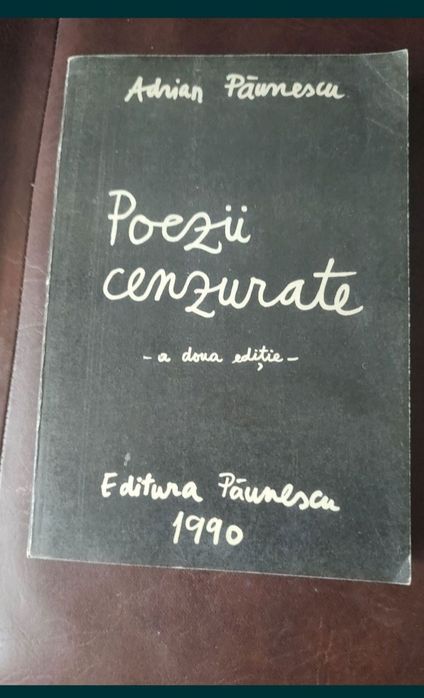 Adrian Păunescu
Poezii
cenzurate
- a doua ediție -
Editura Păunescu
1990